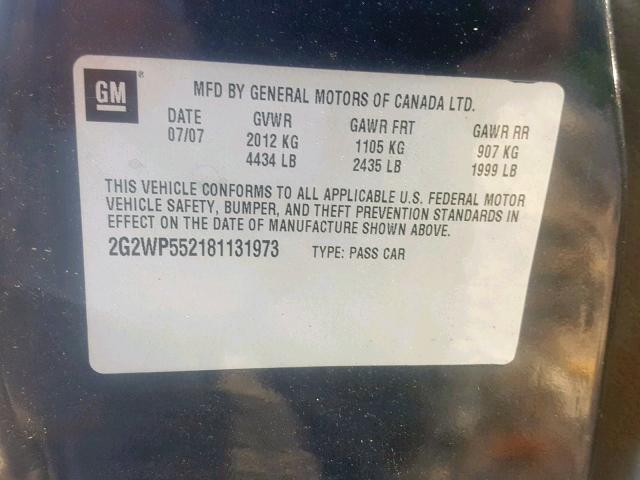 GM ®
MFD BY GENERAL MOTORS OF CANADA LTD.
DATE GVWR GAWR FRT GAWR RR
07/07 2012 KG 1105 KG 907 KG
4434 LB 2435 LB 1999 LB
THIS VEHICLE CONFORMS TO ALL APPLICABLE U.S. FEDERAL MOTOR
VEHICLE SAFETY, BUMPER, AND THEFT PREVENTION STANDARDS IN
EFFECT ON THE DATE OF MANUFACTURE SHOWN ABOVE.
2G2WP552181131973 TYPE: PASS CAR